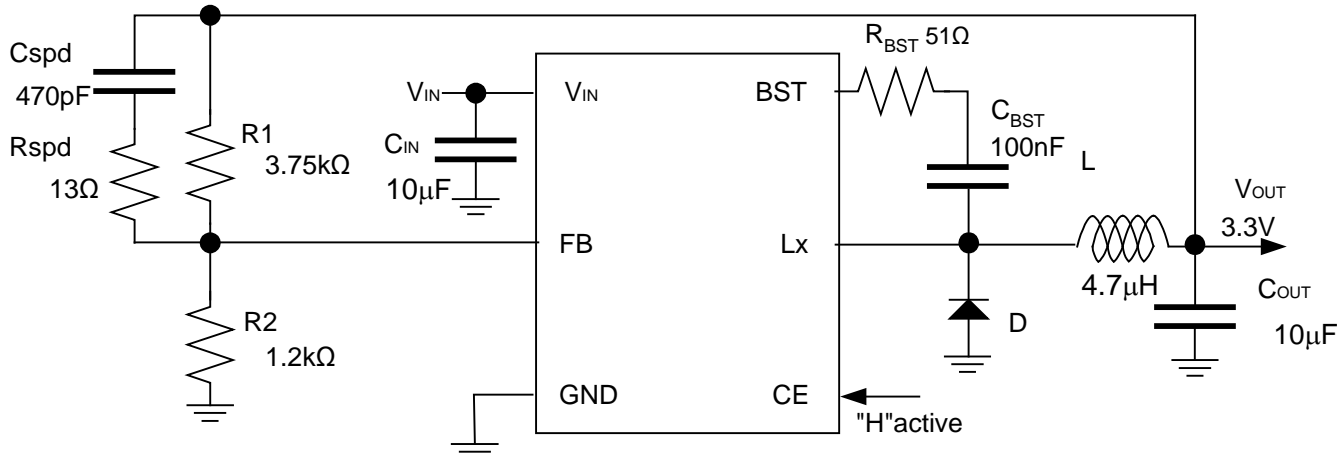 Cspd
470pF
Rspd
13Ω
R1
3.75kΩ
R2
1.2kΩ
VIN
CIN
10μF
VIN
BST
FB
Lx
GND
CE
"H"active
RBST 51Ω
CBST
100nF
L
4.7μH
D
VOUT
3.3V
COUT
10μF